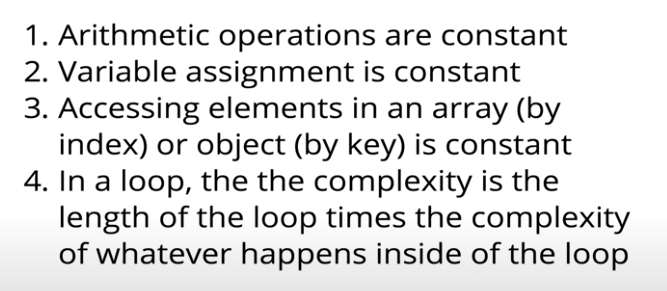 1. Arithmetic operations are constant
2. Variable assignment is constant
3. Accessing elements in an array (by
index) or object (by key) is constant
4. In a loop, the the complexity is the
length of the loop times the complexity
of whatever happens inside of the loop